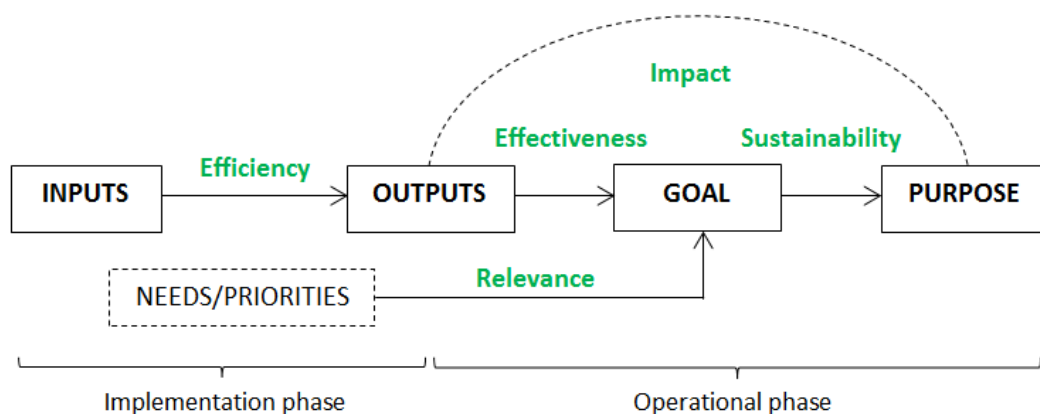 Impact
Effectiveness
Sustainability
Efficiency
INPUTS
OUTPUTS
GOAL
PURPOSE
NEEDS/PRIORITIES
Relevance
Implementation phase
Operational phase